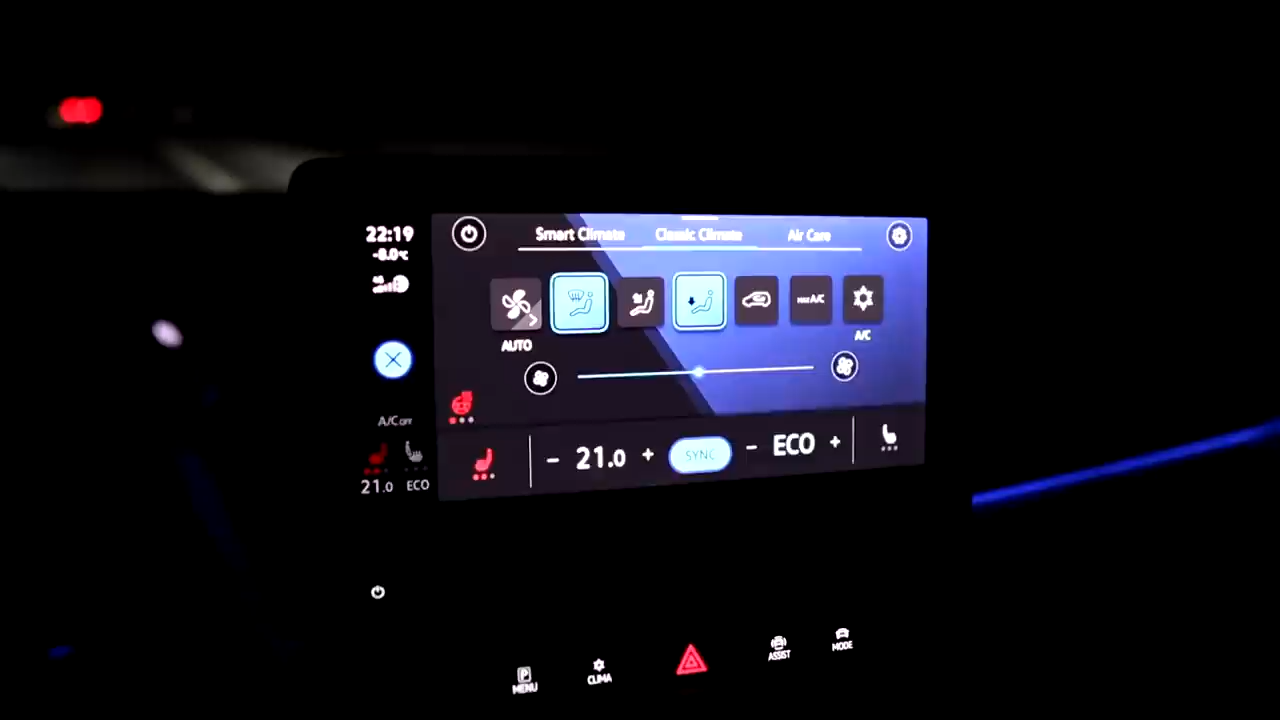 22:19
-8.0°C
Smart Climate
Classic Climate
Air Care
MAX A/C
AUTO
A/C
A/C OFF
21.0
ECO
- 21.0 +
SYNC
- ECO +
P
MENU
CLIMA
ASSIST
MODE